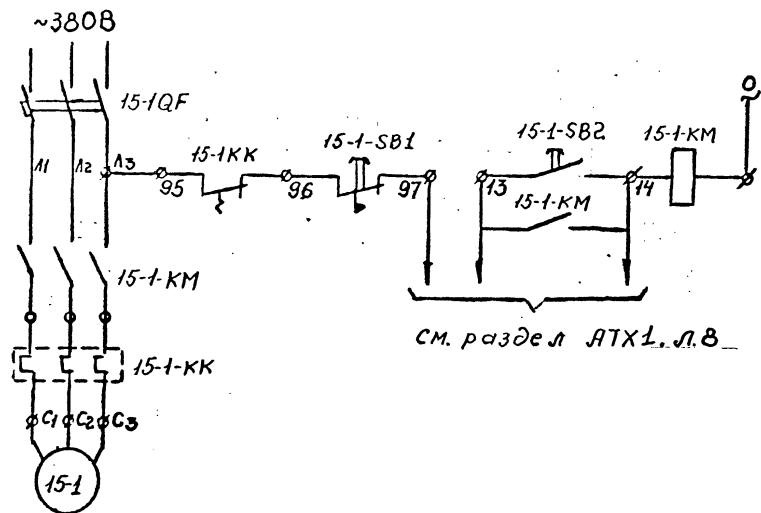 ~380В
15-1QF
Л1
Л2
Л3
95
15-1КК
96
15-1-SB1
97
13
15-1-SB2
14
15-1-КМ
0
15-1-КМ
15-1-КМ
см. раздел АТХ1. л.8
15-1-КК
С1
С2
С3
15-1